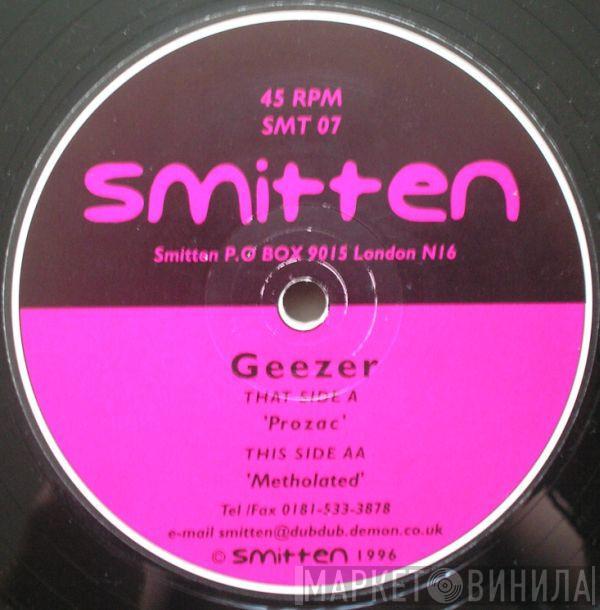 45 RPM
SMT 07
smitten
Smitten P.O BOX 9015 London N16
Geezer
THAT SIDE A
'Prozac'
THIS SIDE AA
'Metholated'
Tel /Fax 0181-533-3878
e-mail smitten@dubdub.demon.co.uk
© smitten 1996
МАРКЕТ ВИНИЛА